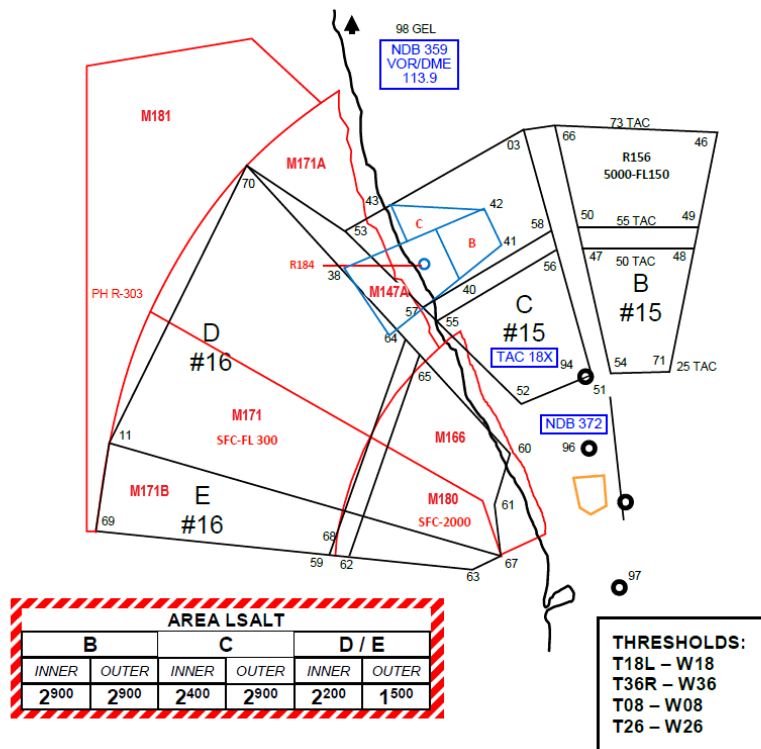 98 GEL
NDB 359
VOR/DME
113.9
M181
73 TAC
03
66
46
R156
5000-FL150
M171A
70
43
42
53
C
58
50
55 TAC
49
B
41
56
47
50 TAC
48
R184
38
40
M147A
C
#15
B
#15
PH R-303
57
55
D
#16
64
TAC 18X
94
54
71
25 TAC
65
51
52
M171
SFC-FL 300
NDB 372
M166
11
60
96
M171B
E
#16
M180
SFC-2000
61
69
68
59
62
67
63
97
AREA LSALT
B C D / E
INNER OUTER INNER OUTER INNER OUTER
2900 2900 2400 2900 2200 1500
THRESHOLDS:
T18L – W18
T36R – W36
T08 – W08
T26 – W26